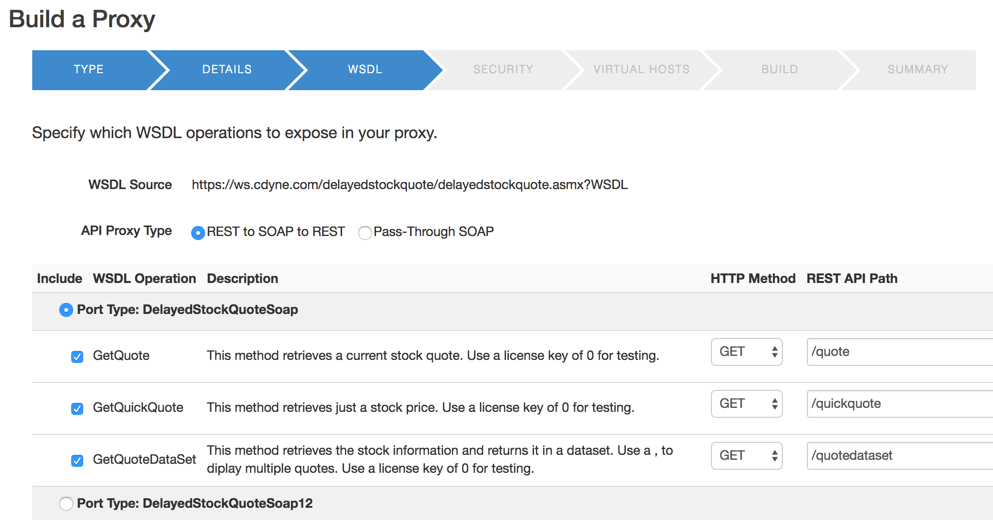 Build a Proxy
TYPE DETAILS WSDL SECURITY VIRTUAL HOSTS BUILD SUMMARY
Specify which WSDL operations to expose in your proxy.
WSDL Source https://ws.cdyne.com/delayedstockquote/delayedstockquote.asmx?WSDL
API Proxy Type REST to SOAP to REST Pass-Through SOAP
Include WSDL Operation Description HTTP Method REST API Path
Port Type: DelayedStockQuoteSoap
GetQuote This method retrieves a current stock quote. Use a license key of 0 for testing. GET /quote
GetQuickQuote This method retrieves just a stock price. Use a license key of 0 for testing. GET /quickquote
GetQuoteDataSet This method retrieves the stock information and returns it in a dataset. Use a , to GET /quotedataset
diplay multiple quotes. Use a license key of 0 for testing.
Port Type: DelayedStockQuoteSoap12